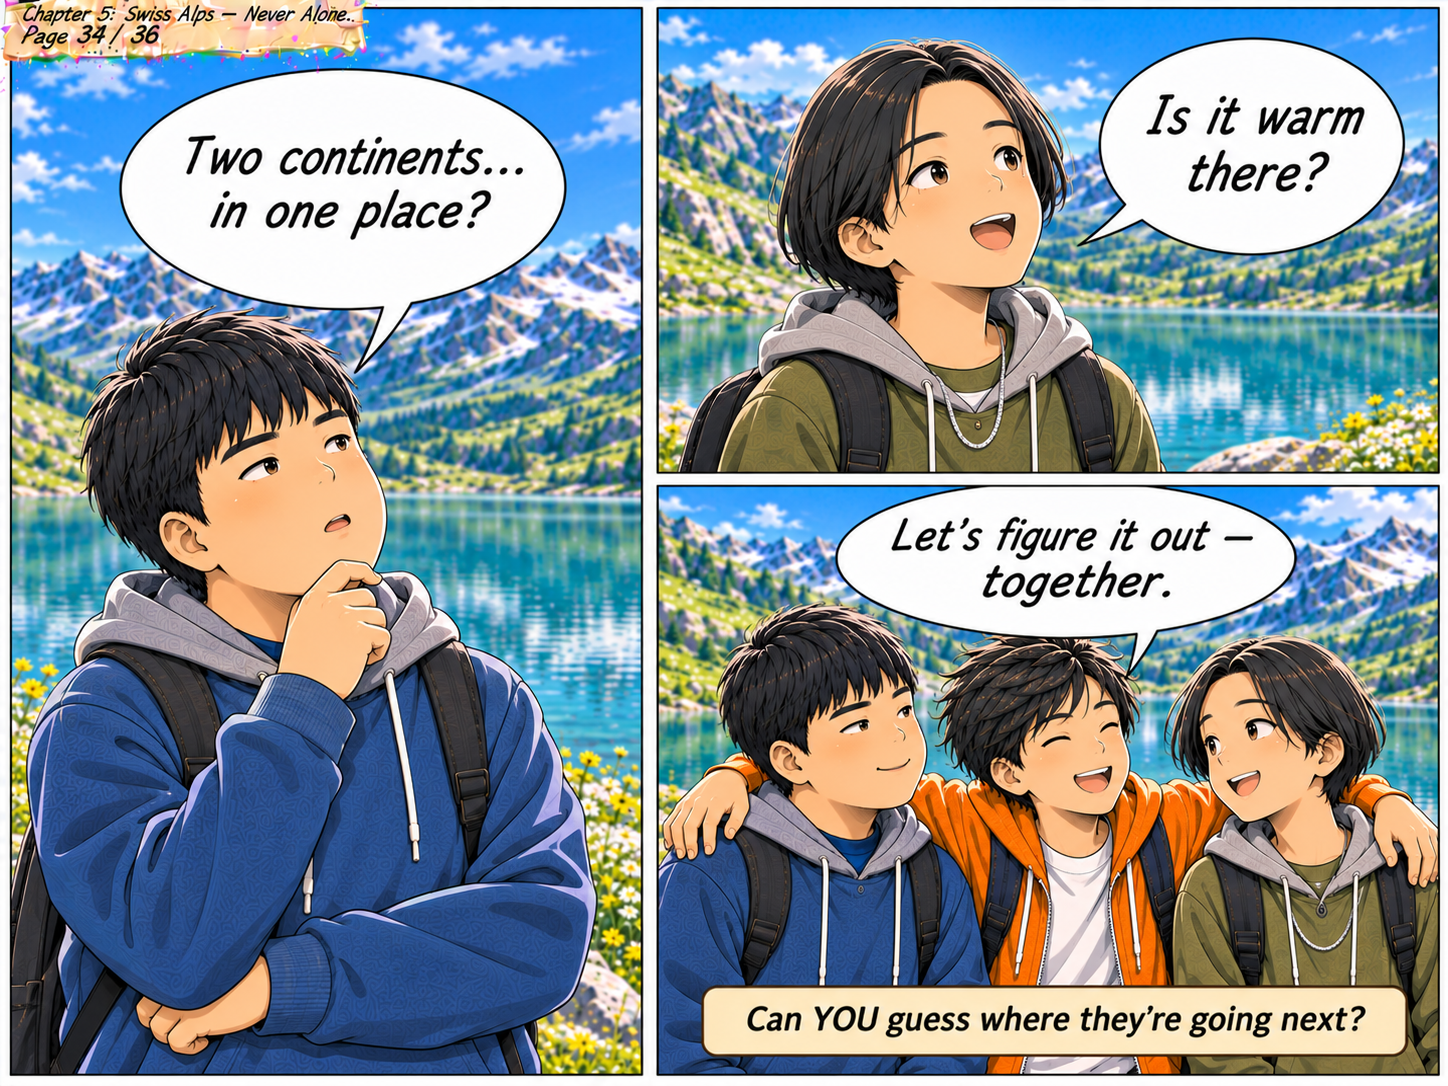 Chapter 5: Swiss Alps — Never Alone..
Page 34 / 36
Two continents...
in one place?
Is it warm
there?
Let's figure it out —
together.
Can YOU guess where they're going next?